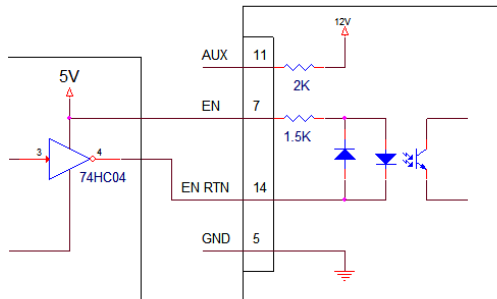 12V
AUX 11
2K
5V
EN 7
1.5K
3 4
74HC04
EN RTN 14
GND 5